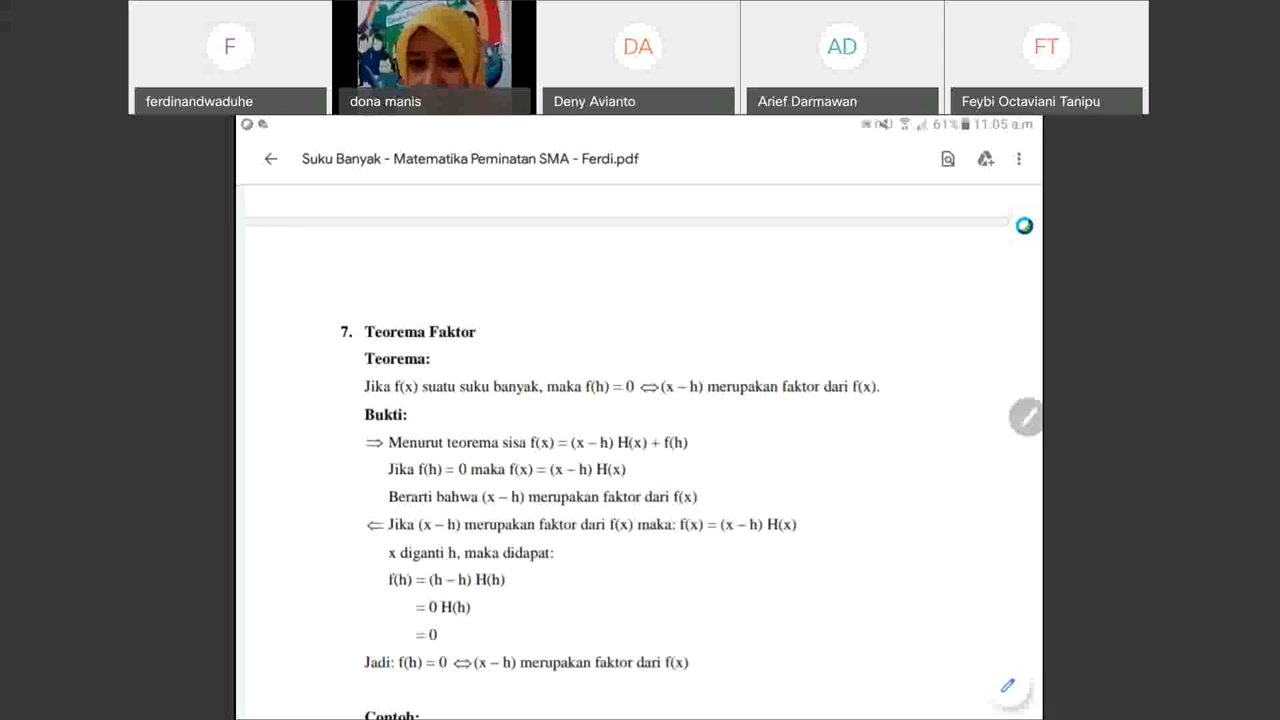 F
DA
AD
FT
ferdinandwaduhe
dona manis
Deny Avianto
Arief Darmawan
Feybi Octaviani Tanipu
61% 11:05 a.m
Suku Banyak - Matematika Peminatan SMA - Ferdi.pdf
7. Teorema Faktor
Teorema:
Jika f(x) suatu suku banyak, maka f(h) = 0 ⇔ (x – h) merupakan faktor dari f(x).
Bukti:
⇒ Menurut teorema sisa f(x) = (x – h) H(x) + f(h)
Jika f(h) = 0 maka f(x) = (x – h) H(x)
Berarti bahwa (x – h) merupakan faktor dari f(x)
⇐ Jika (x – h) merupakan faktor dari f(x) maka: f(x) = (x – h) H(x)
x diganti h, maka didapat:
f(h) = (h – h) H(h)
= 0 H(h)
= 0
Jadi: f(h) = 0 ⇔ (x – h) merupakan faktor dari f(x)
Contoh: